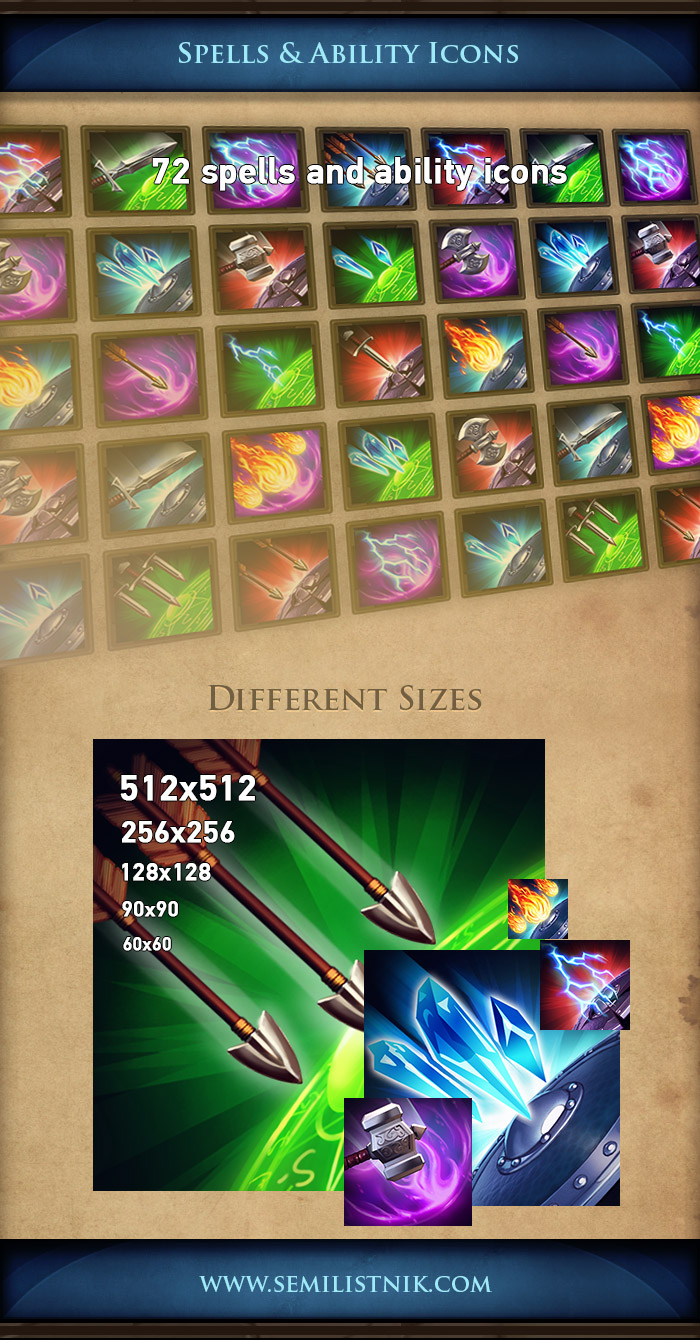 Spells & Ability Icons
72 spells and ability icons
Different Sizes
512x512
256x256
128x128
90x90
60x60
www.semilistnik.com